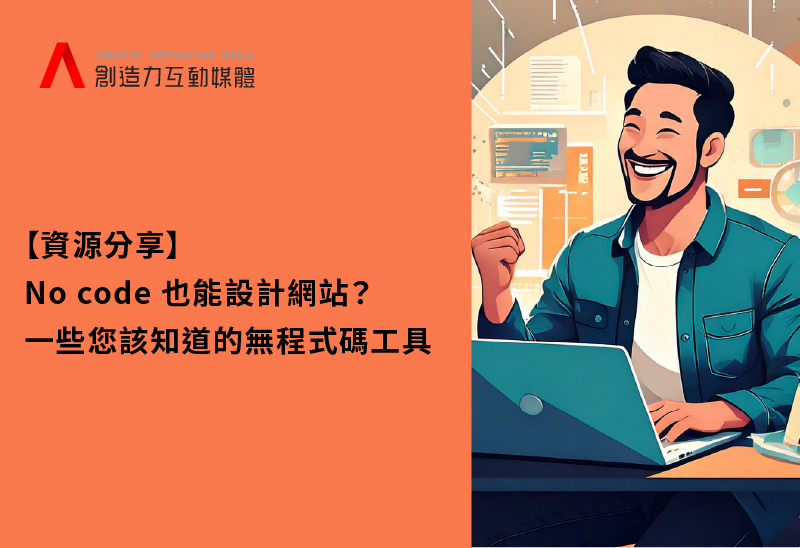 CREATOP INTERACTIVE MEDIA
創造力互動媒體
【資源分享】
No code 也能設計網站？
一些您該知道的無程式碼工具